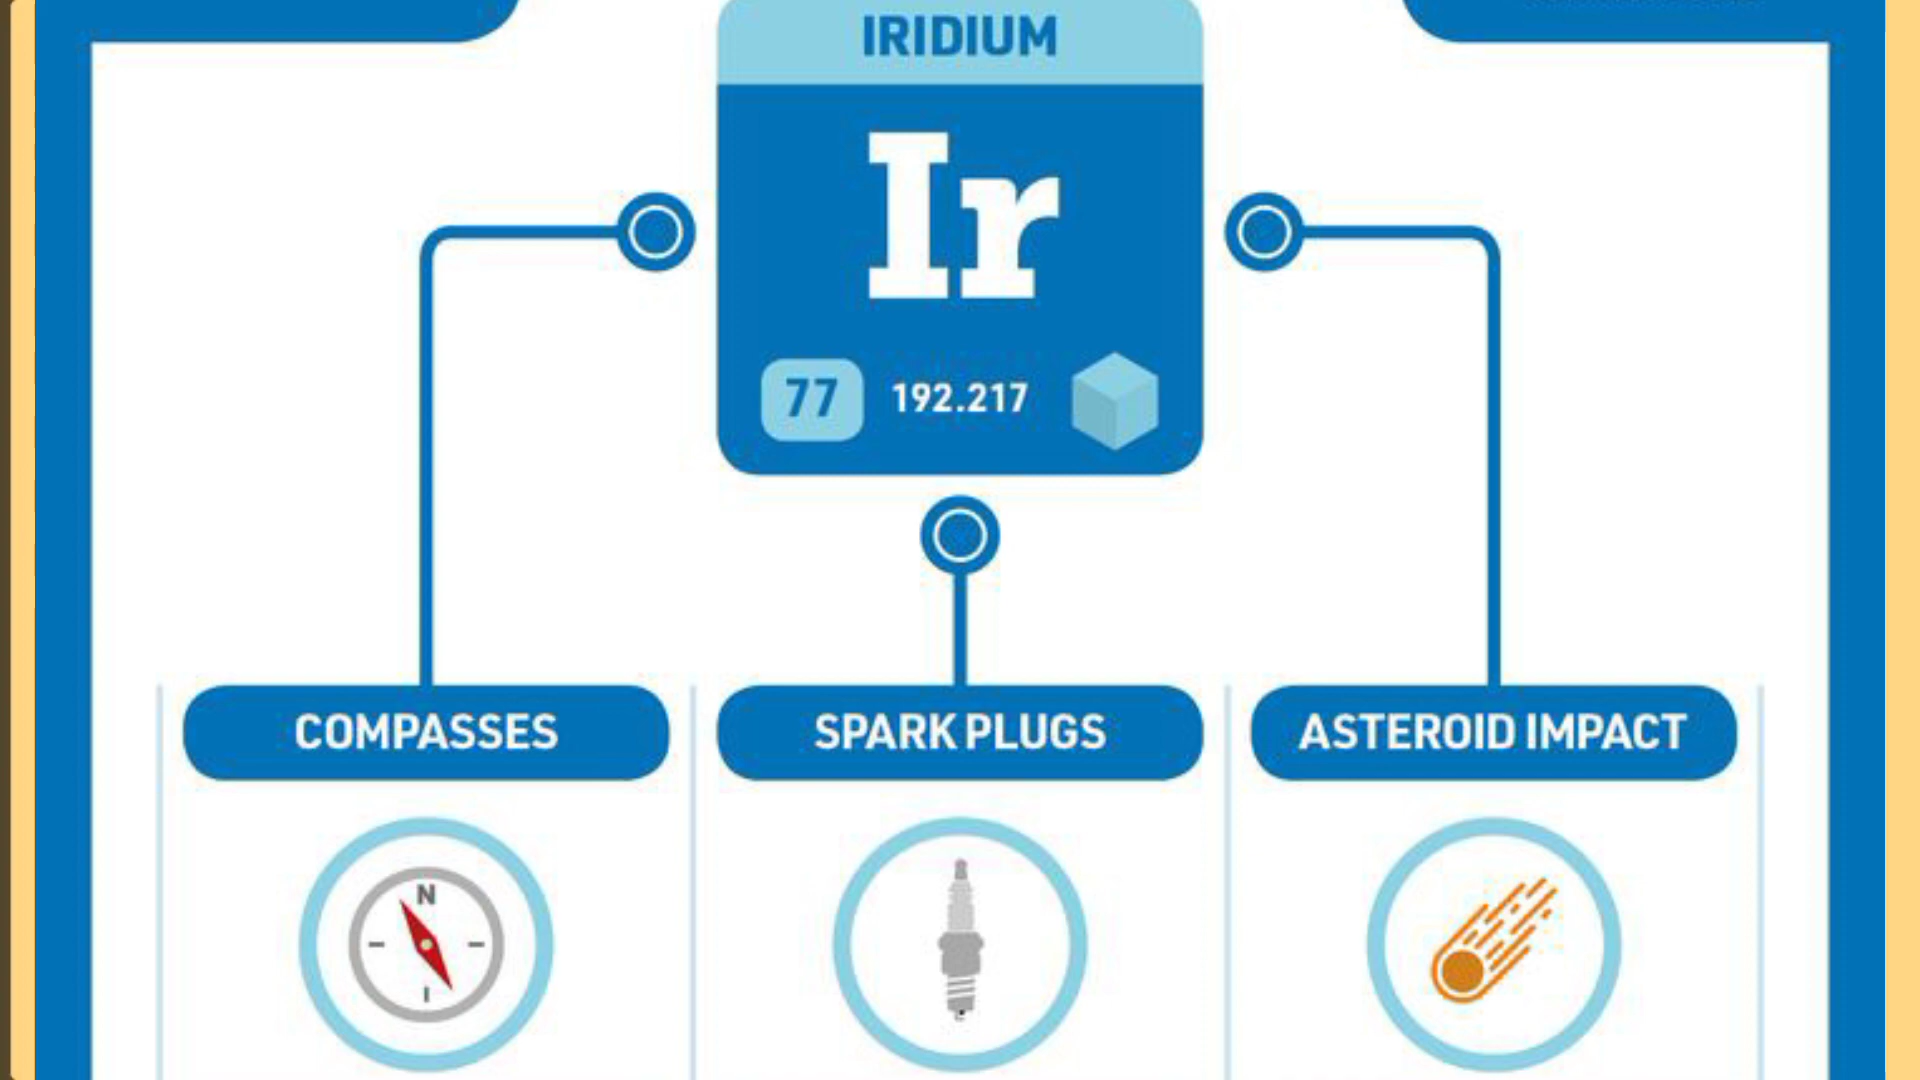 IRIDIUM
Ir
77 192.217
COMPASSES
SPARK PLUGS
ASTEROID IMPACT
N